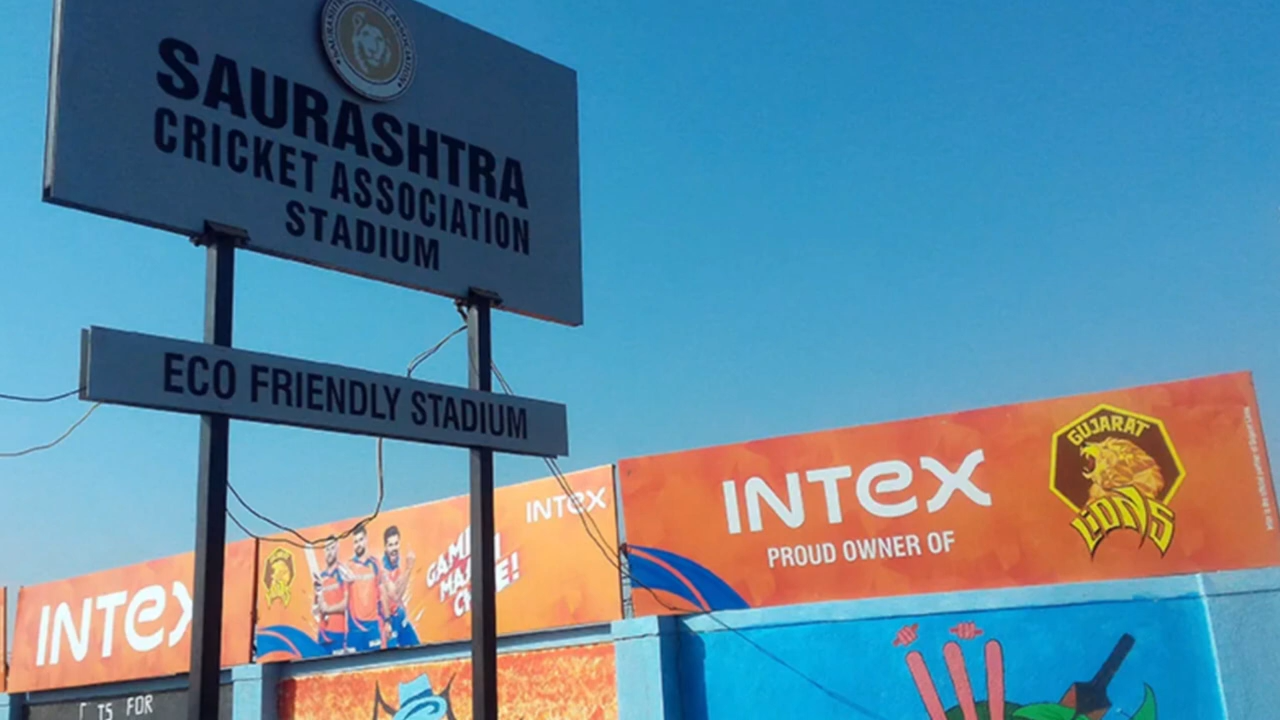 SAURASHTRA
CRICKET ASSOCIATION
STADIUM
ECO FRIENDLY STADIUM
INTEX
INTEX
INTEX
PROUD OWNER OF
GUJARAT
LIONS
FOR